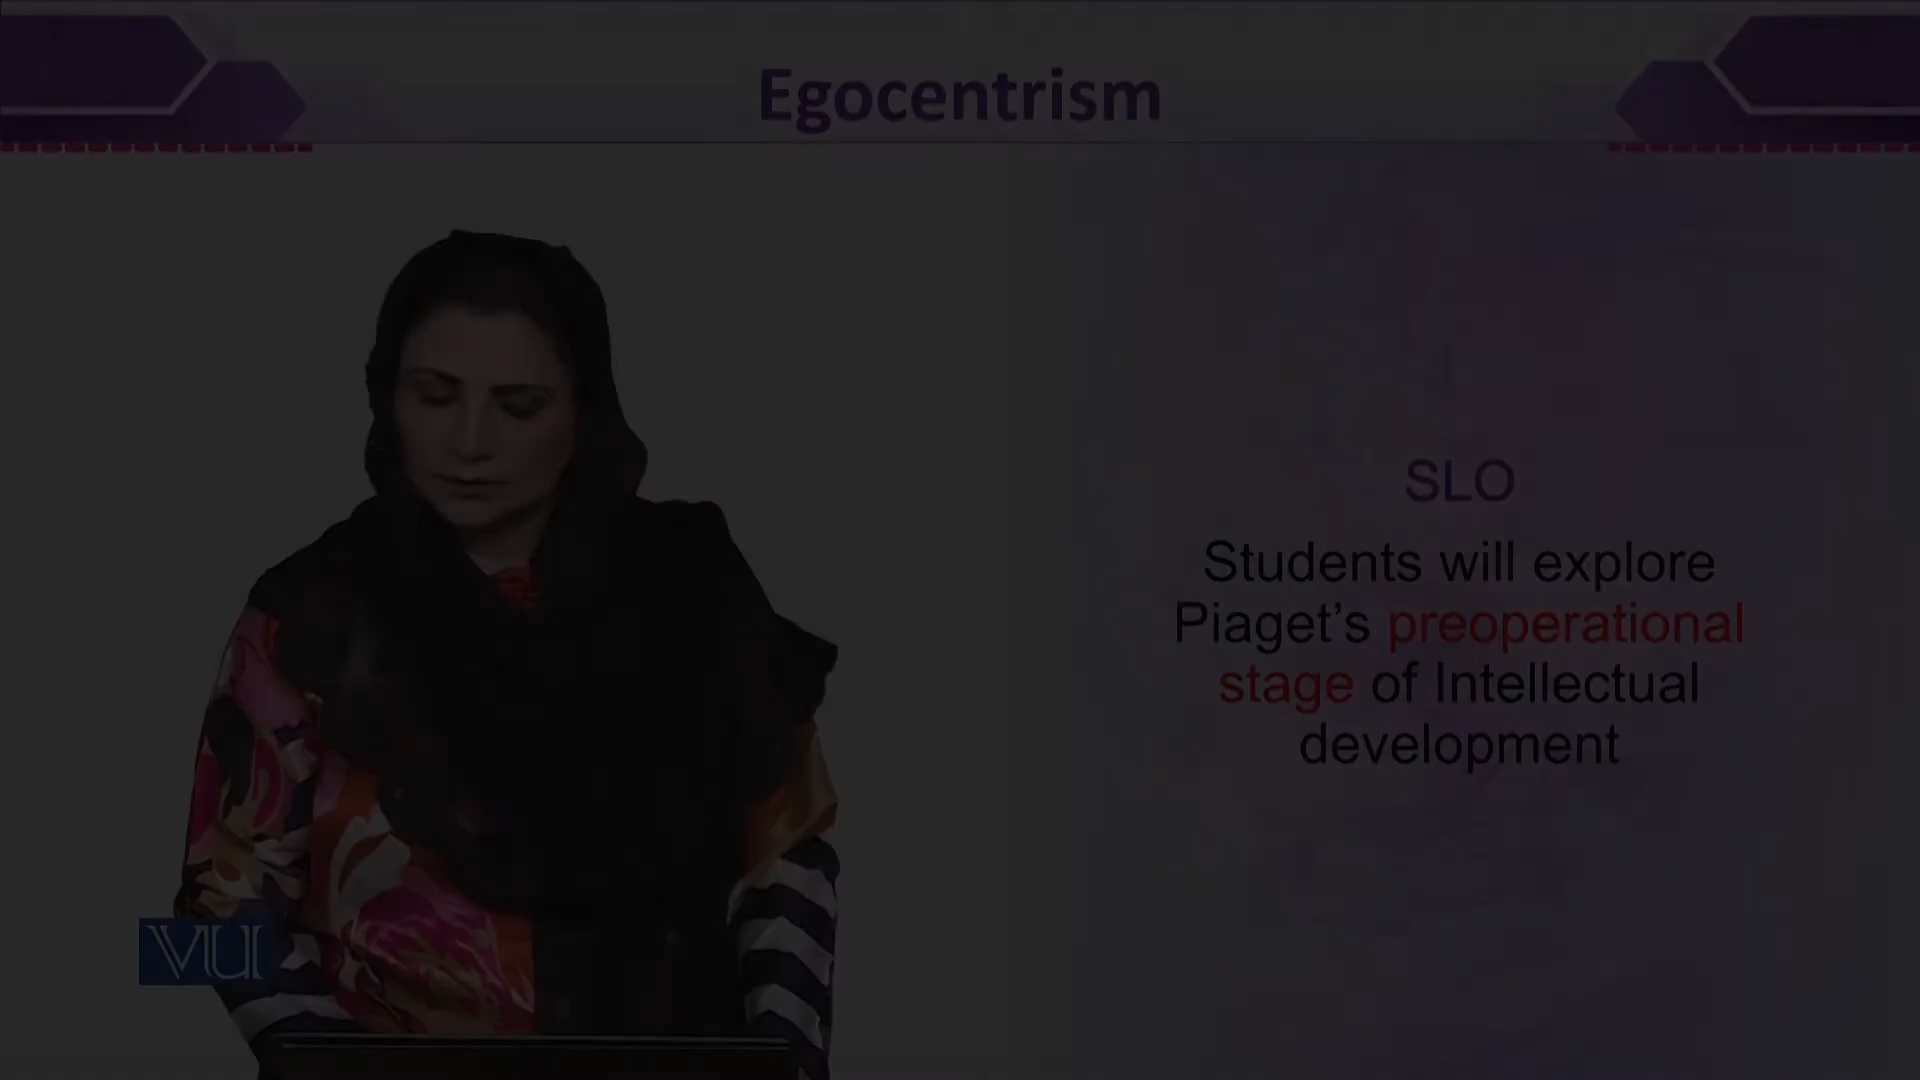 Egocentrism
SLO
Students will explore
Piaget’s preoperational
stage of Intellectual
development
VU